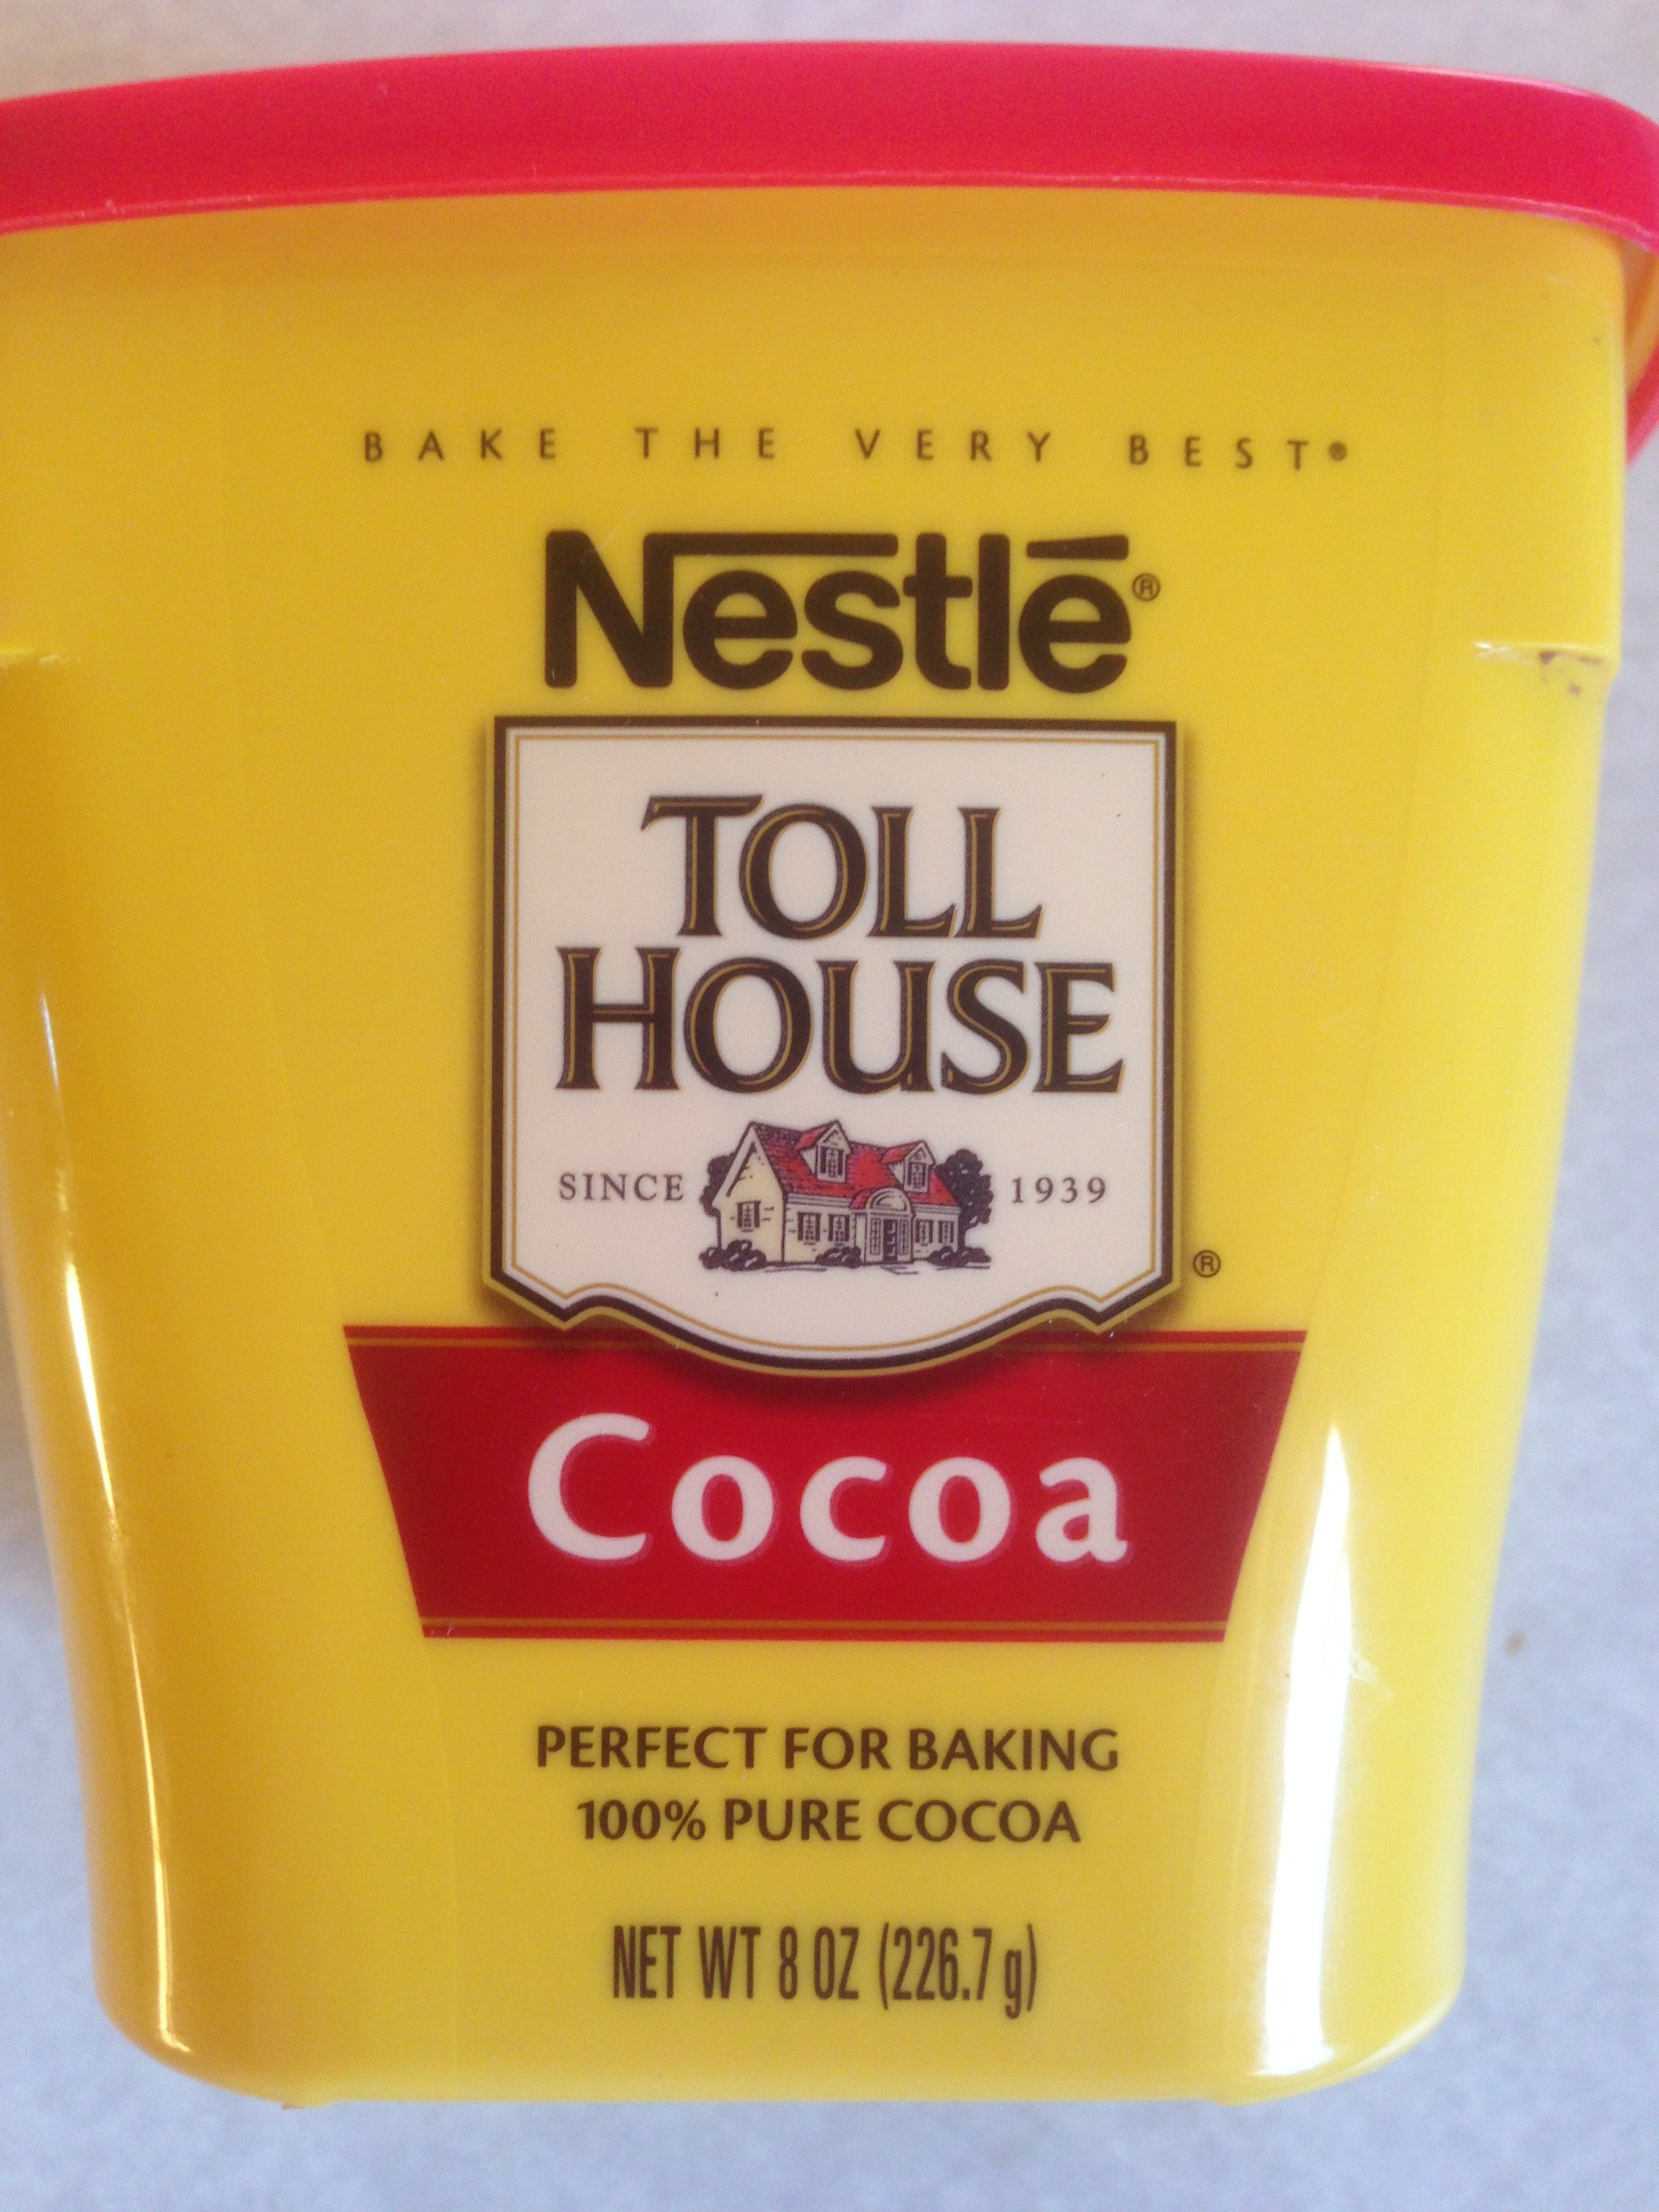 BAKE THE VERY BEST®
Nestlé®
TOLL
HOUSE
SINCE 1939
®
Cocoa
PERFECT FOR BAKING
100% PURE COCOA
NET WT 8 OZ (226.7 g)